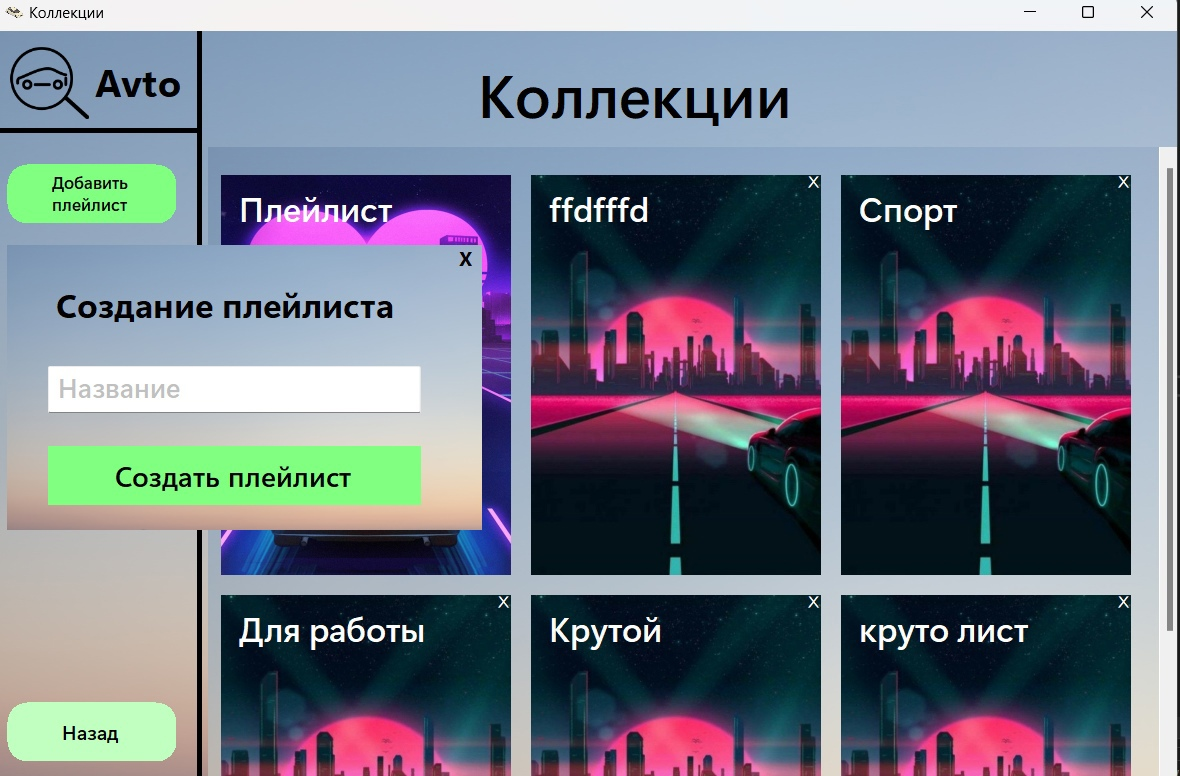 Коллекции
Avto
Коллекции
Добавить
плейлист
Плейлист
X
ffdfffd
X
Спорт
X
Создание плейлиста
Название
Создать плейлист
X
Для работы
X
Крутой
X
круто лист
Назад